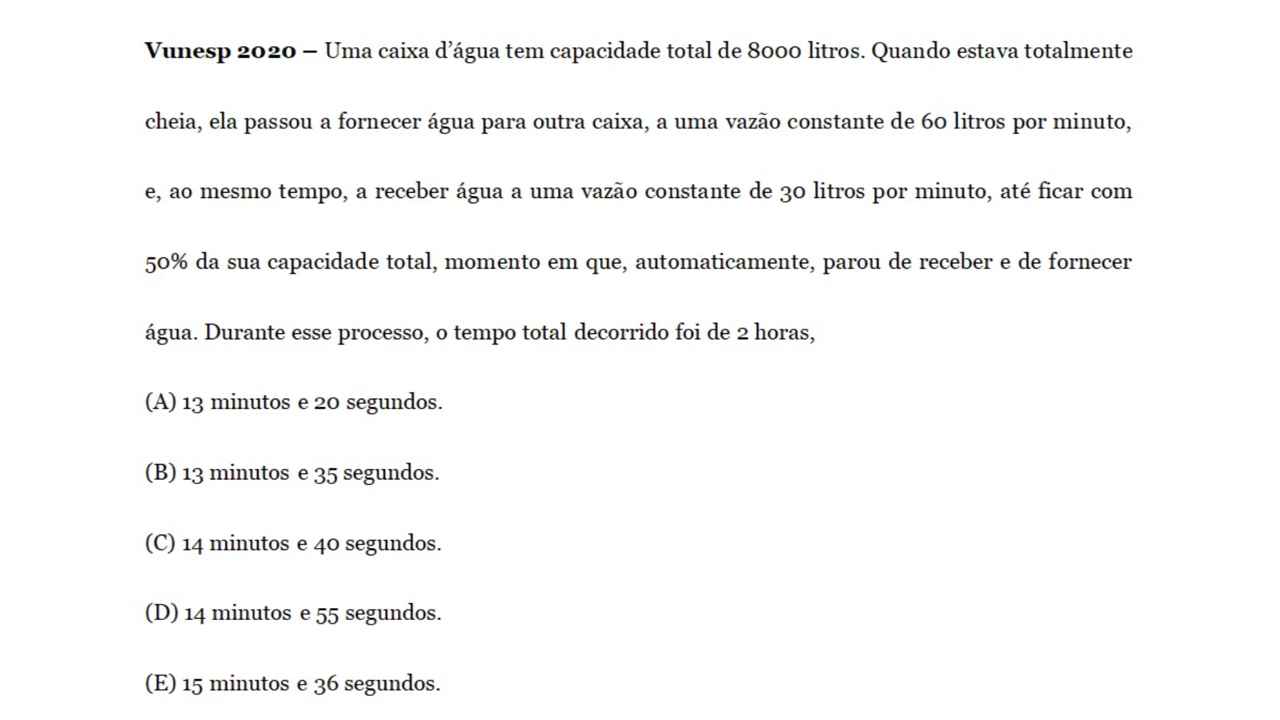 Vunesp 2020 – Uma caixa d’água tem capacidade total de 8000 litros. Quando estava totalmente
cheia, ela passou a fornecer água para outra caixa, a uma vazão constante de 60 litros por minuto,
e, ao mesmo tempo, a receber água a uma vazão constante de 30 litros por minuto, até ficar com
50% da sua capacidade total, momento em que, automaticamente, parou de receber e de fornecer
água. Durante esse processo, o tempo total decorrido foi de 2 horas,
(A) 13 minutos e 20 segundos.
(B) 13 minutos e 35 segundos.
(C) 14 minutos e 40 segundos.
(D) 14 minutos e 55 segundos.
(E) 15 minutos e 36 segundos.